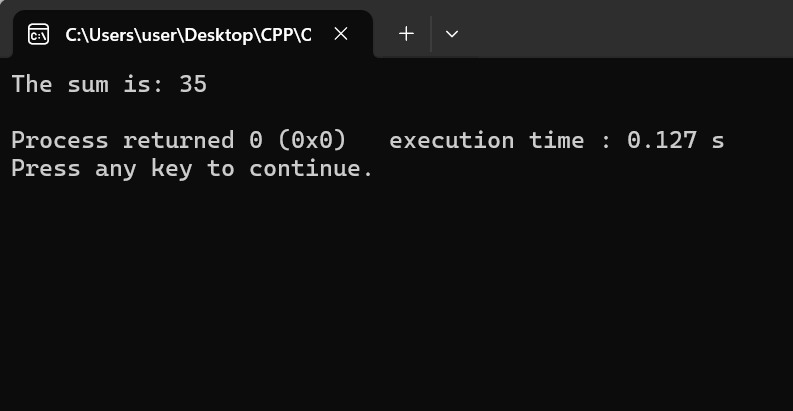 C:\Users\user\Desktop\CPP\C
The sum is: 35
Process returned 0 (0x0)   execution time : 0.127 s
Press any key to continue.